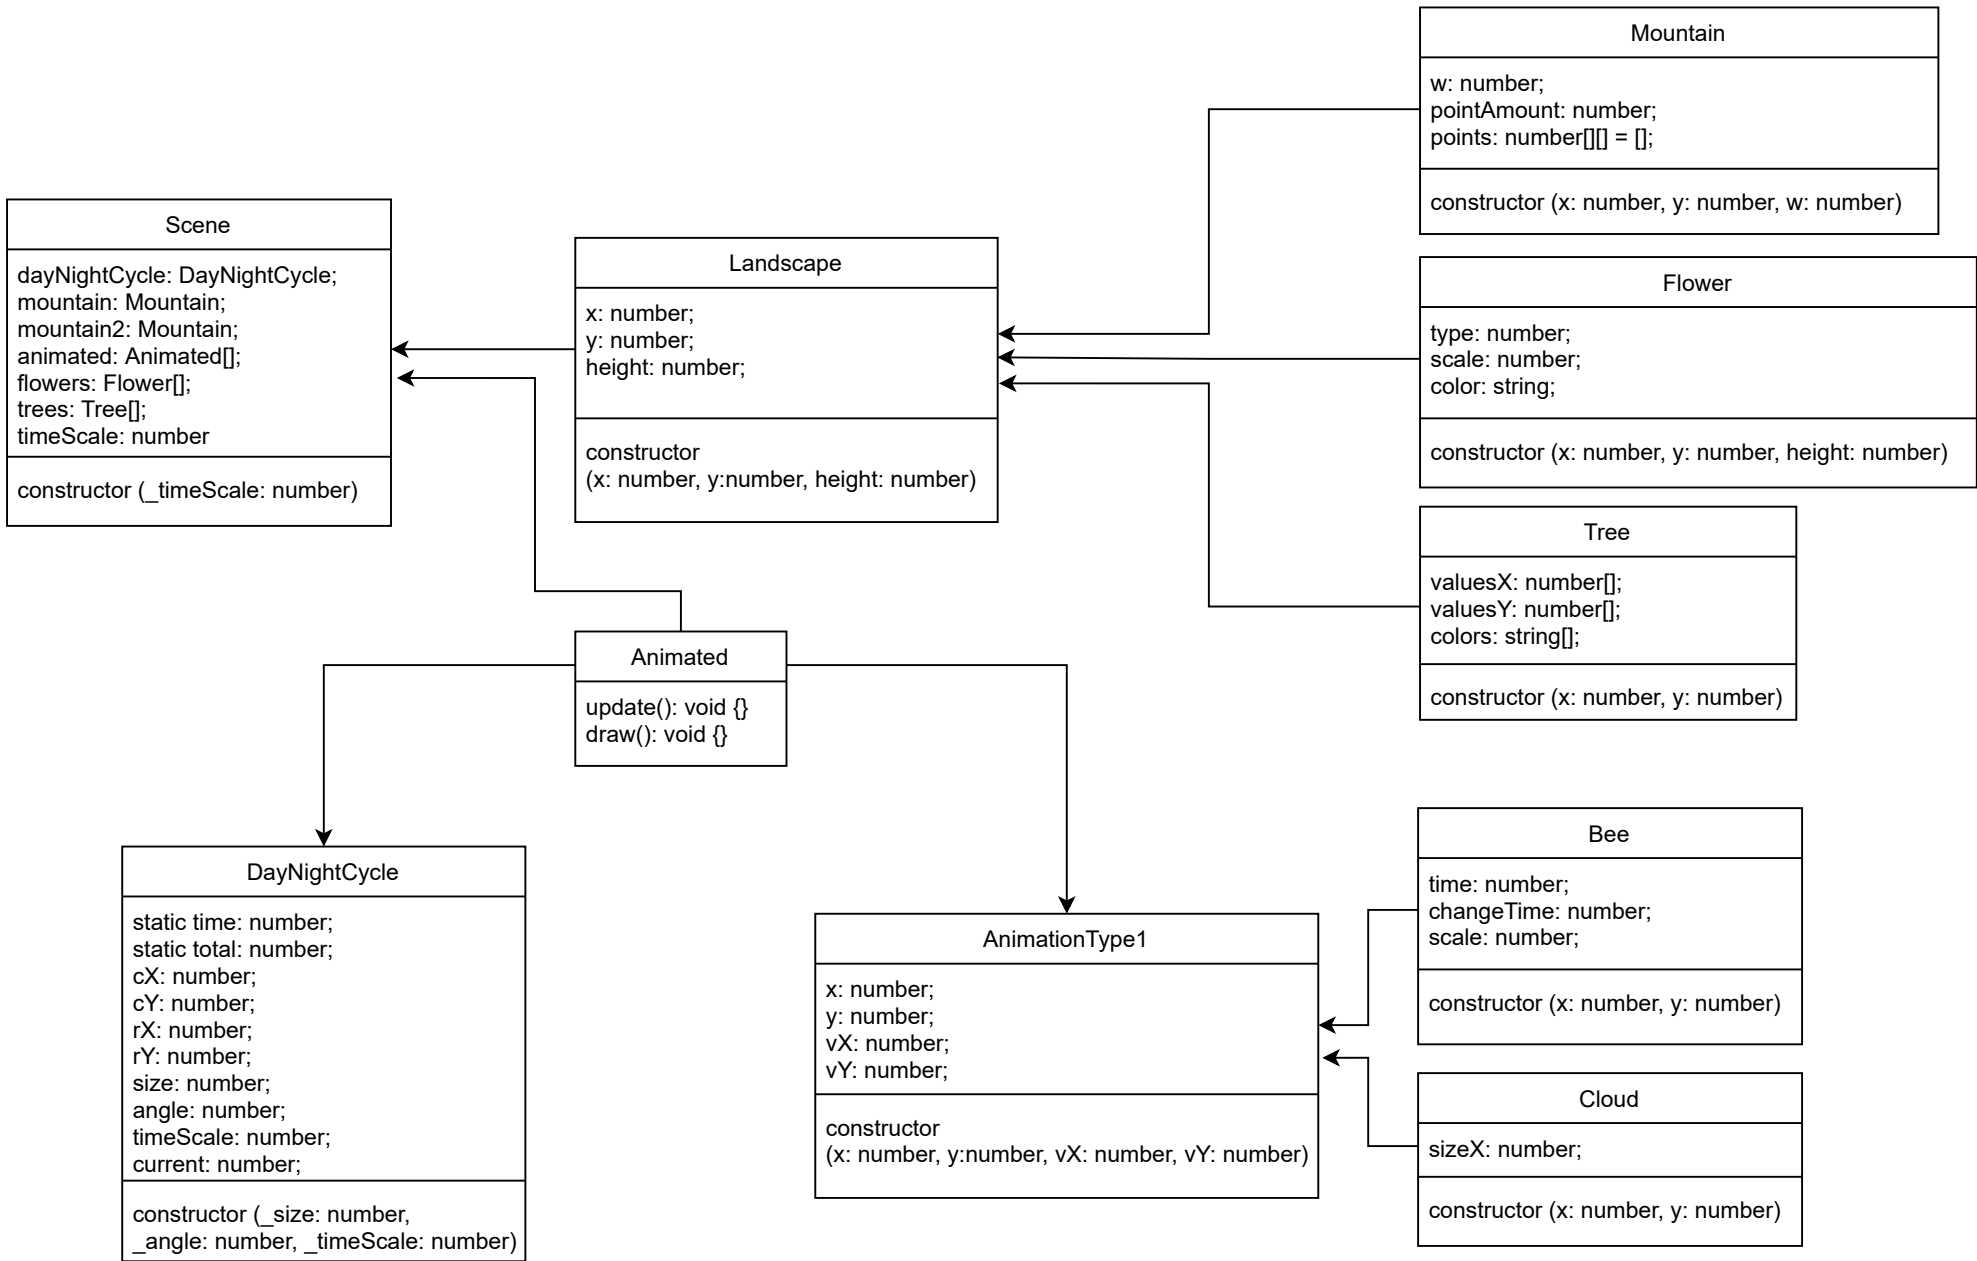 Mountain
w: number;
pointAmount: number;
points: number[][] = [];
constructor (x: number, y: number, w: number)
Scene
dayNightCycle: DayNightCycle;
mountain: Mountain;
mountain2: Mountain;
animated: Animated[];
flowers: Flower[];
trees: Tree[];
timeScale: number
constructor (_timeScale: number)
Landscape
x: number;
y: number;
height: number;
constructor
(x: number, y:number, height: number)
Flower
type: number;
scale: number;
color: string;
constructor (x: number, y: number, height: number)
Tree
valuesX: number[];
valuesY: number[];
colors: string[];
constructor (x: number, y: number)
Animated
update(): void {}
draw(): void {}
DayNightCycle
static time: number;
static total: number;
cX: number;
cY: number;
rX: number;
rY: number;
size: number;
angle: number;
timeScale: number;
current: number;
constructor (_size: number,
_angle: number, _timeScale: number)
AnimationType1
x: number;
y: number;
vX: number;
vY: number;
constructor
(x: number, y:number, vX: number, vY: number)
Bee
time: number;
changeTime: number;
scale: number;
constructor (x: number, y: number)
Cloud
sizeX: number;
constructor (x: number, y: number)